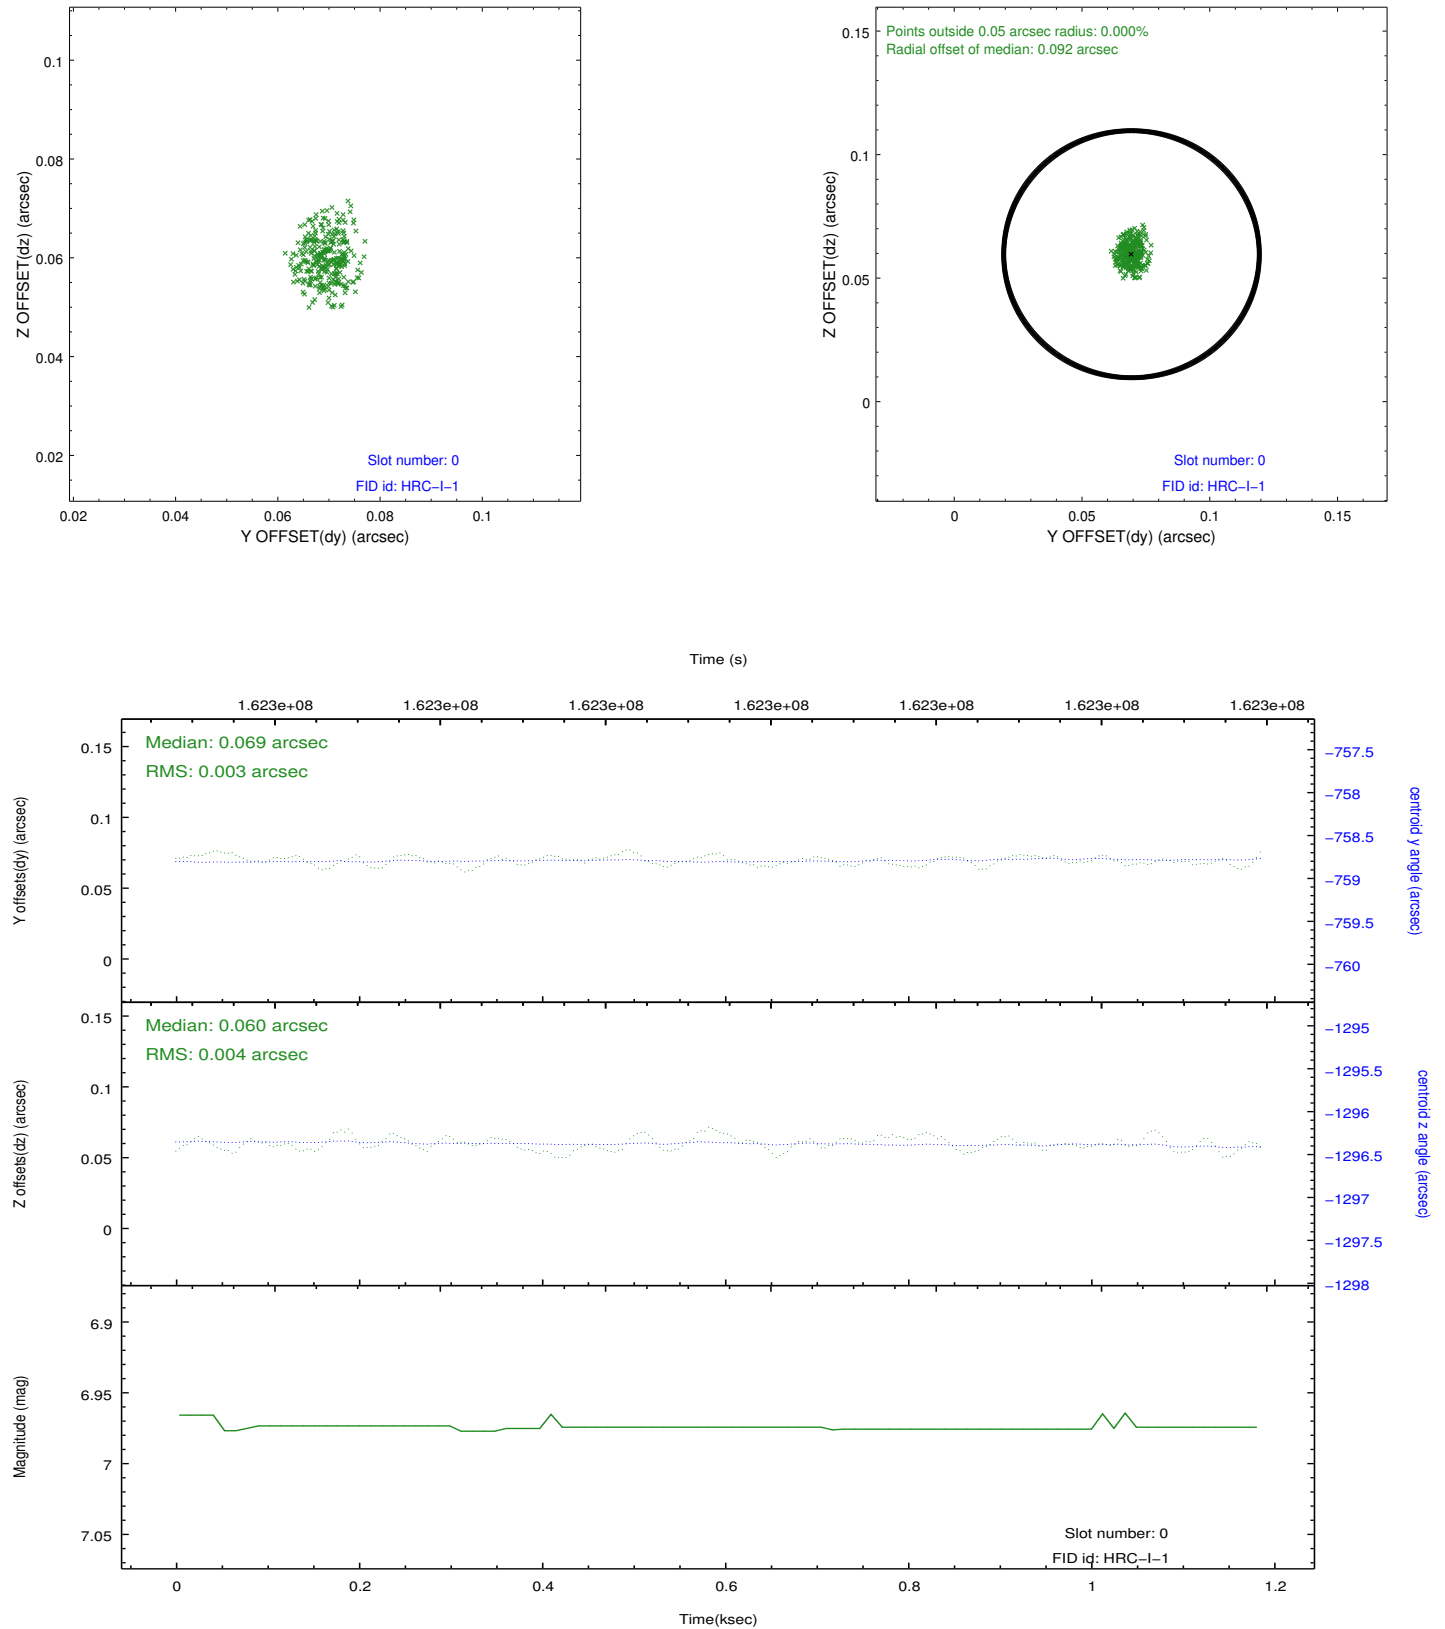 0.1
0.08
0.06
0.04
0.02
Z OFFSET(dz) (arcsec)
Slot number: 0
FID id: HRC−I−1
0.02 0.04 0.06 0.08 0.1
Y OFFSET(dy) (arcsec)
Points outside 0.05 arcsec radius: 0.000%
Radial offset of median: 0.092 arcsec
0.15
0.1
0.05
0
Z OFFSET(dz) (arcsec)
Slot number: 0
FID id: HRC−I−1
0 0.05 0.1 0.15
Y OFFSET(dy) (arcsec)
Time (s)
1.623e+08 1.623e+08 1.623e+08 1.623e+08 1.623e+08 1.623e+08 1.623e+08
Median: 0.069 arcsec
RMS: 0.003 arcsec
0.15
0.1
0.05
0
Y offsets(dy) (arcsec)
−757.5
−758
−758.5
−759
−759.5
−760
centroid y angle (arcsec)
Median: 0.060 arcsec
RMS: 0.004 arcsec
0.15
0.1
0.05
0
Z offsets(dz) (arcsec)
−1295
−1295.5
−1296
−1296.5
−1297
−1297.5
−1298
centroid z angle (arcsec)
6.9
6.95
7
7.05
Magnitude (mag)
Slot number: 0
FID id: HRC−I−1
0 0.2 0.4 0.6 0.8 1 1.2
Time(ksec)